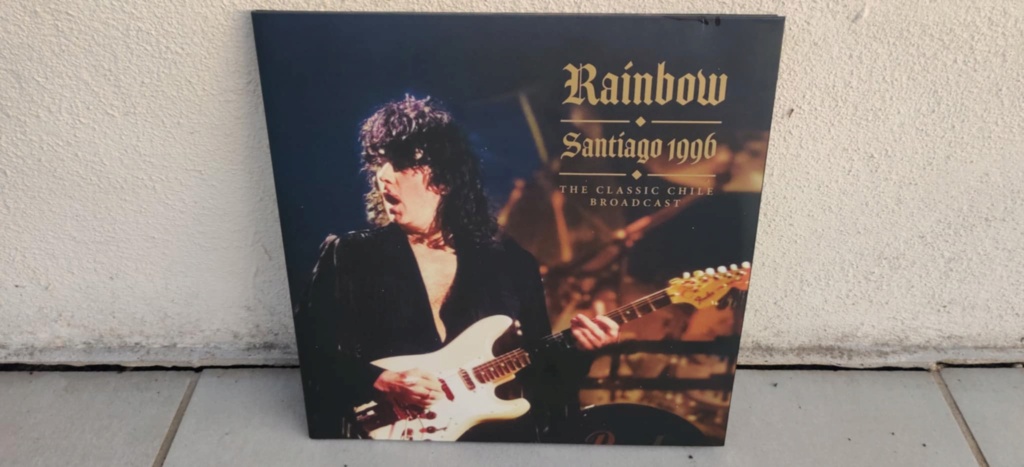 Rainbow
Santiago 1996
THE CLASSIC CHILE
BROADCAST